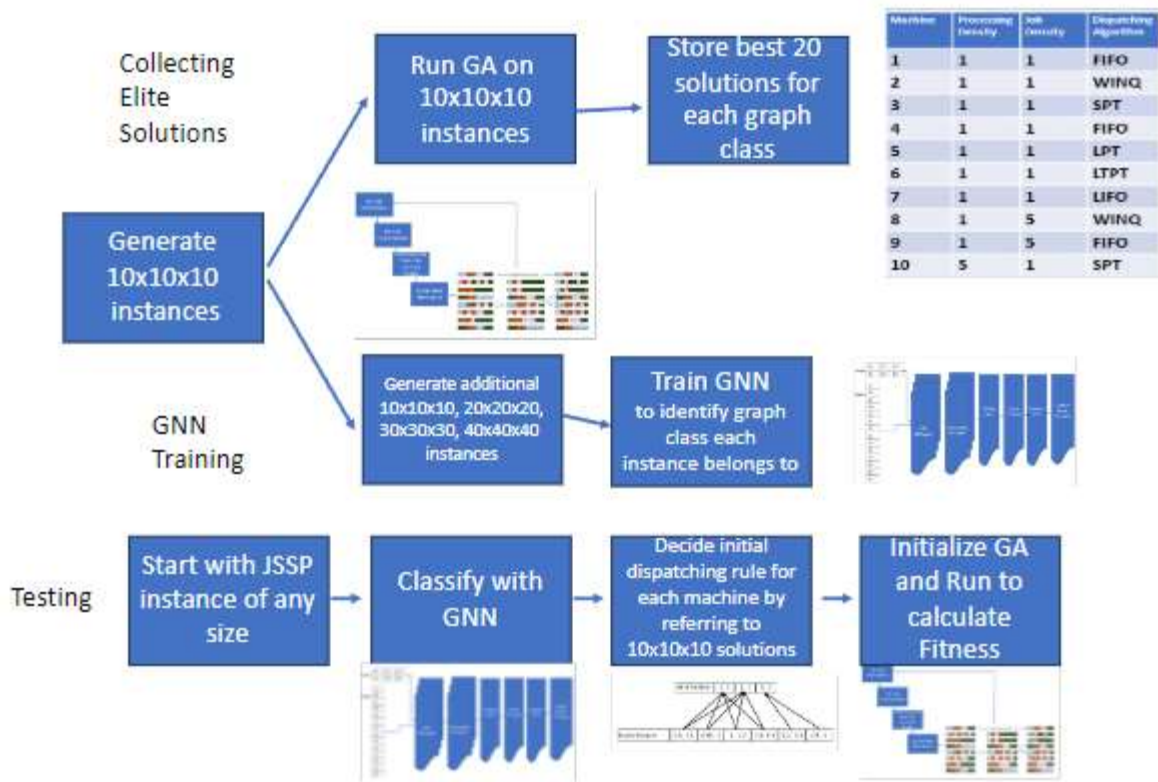 Collecting
Elite
Solutions
Run GA on
10x10x10
instances
Store best 20
solutions for
each graph
class
Machine Processing Density Job Density Dispatching Algorithm
1 1 1 FIFO
2 1 1 WINQ
3 1 1 SPT
4 1 1 FIFO
5 1 1 LPT
6 1 1 LTPT
7 1 1 LIFO
8 1 5 WINQ
9 1 5 FIFO
10 5 1 SPT
Generate
10x10x10
instances
GNN
Training
Generate additional
10x10x10, 20x20x20,
30x30x30, 40x40x40
instances
Train GNN
to identify graph
class each
instance belongs to
Testing
Start with JSSP
instance of any
size
Classify with
GNN
Decide initial
dispatching rule for
each machine by
referring to
10x10x10 solutions
Initialize GA
and Run to
calculate
Fitness